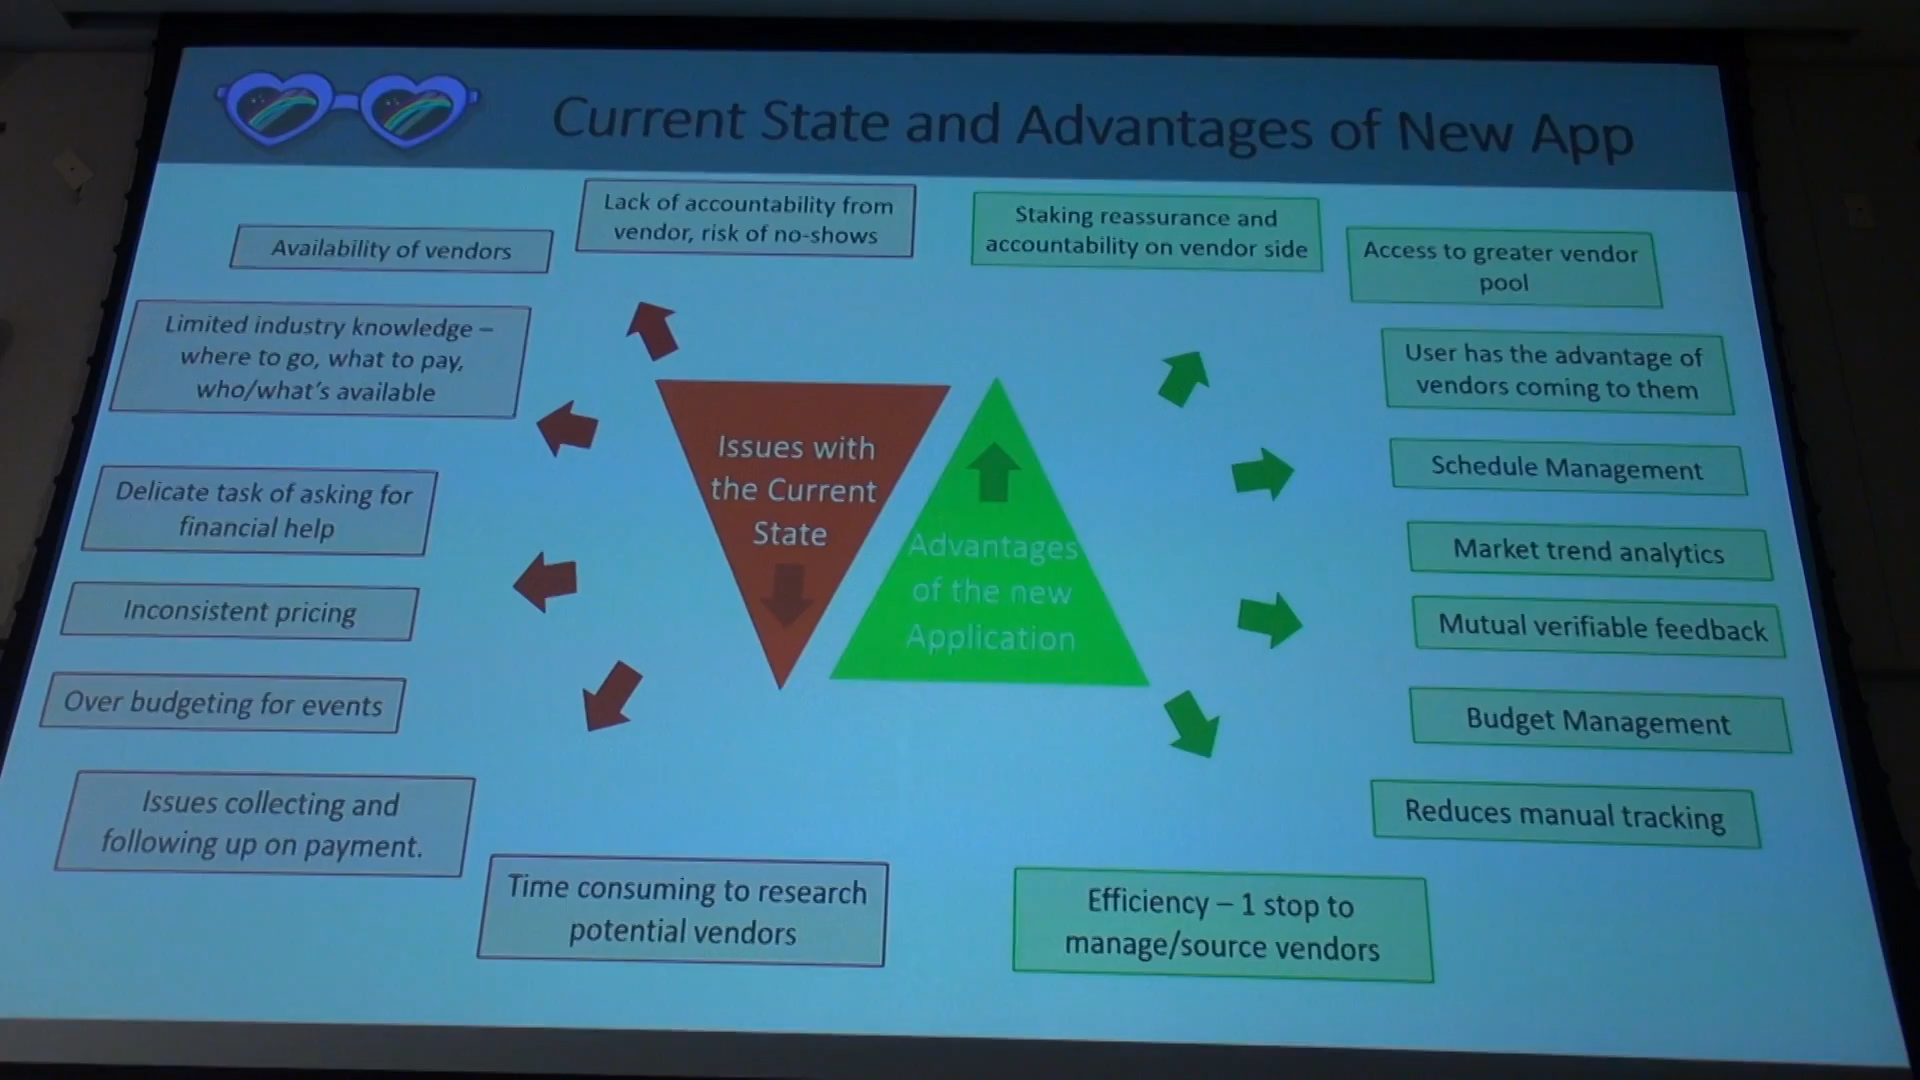 Current State and Advantages of New App
Lack of accountability from
vendor, risk of no-shows
Availability of vendors
Limited industry knowledge –
where to go, what to pay,
who/what's available
Delicate task of asking for
financial help
Inconsistent pricing
Over budgeting for events
Issues collecting and
following up on payment.
Time consuming to research
potential vendors
Issues with
the Current
State
Advantages
of the new
Application
Staking reassurance and
accountability on vendor side
Access to greater vendor
pool
User has the advantage of
vendors coming to them
Schedule Management
Market trend analytics
Mutual verifiable feedback
Budget Management
Reduces manual tracking
Efficiency – 1 stop to
manage/source vendors